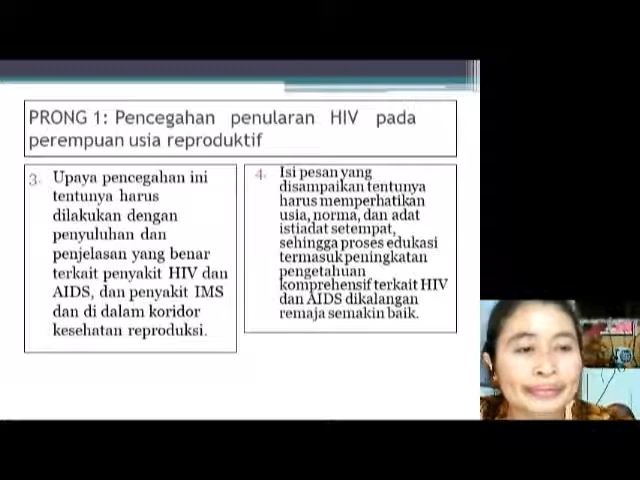 PRONG 1: Pencegahan penularan HIV pada
perempuan usia reproduktif
3. Upaya pencegahan ini
tentunya harus
dilakukan dengan
penyuluhan dan
penjelasan yang benar
terkait penyakit HIV dan
AIDS, dan penyakit IMS
dan di dalam koridor
kesehatan reproduksi.
4. Isi pesan yang
disampaikan tentunya
harus memperhatikan
usia, norma, dan adat
istiadat setempat,
sehingga proses edukasi
termasuk peningkatan
pengetahuan
komprehensif terkait HIV
dan AIDS dikalangan
remaja semakin baik.